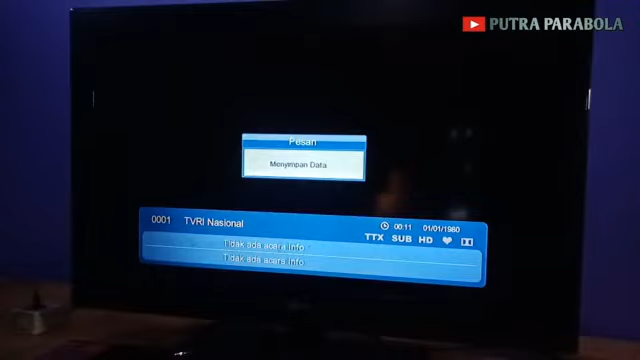 PUTRA PARABOLA
Pesan
Menyimpan Data
0001 TVRI Nasional
00:11 01/01/1980
TTX SUB HD
Tidak ada acara Info
Tidak ada acara Info